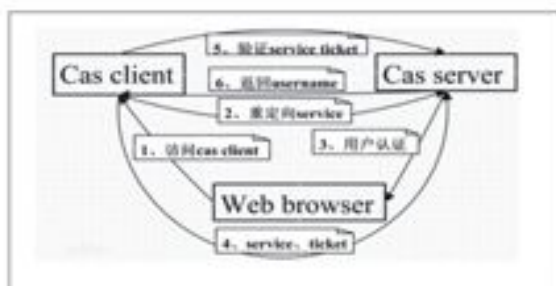 5、验证service ticket
Cas client
Cas server
6、返回username
2、重定向service
1、访问cas client
3、用户认证
Web browser
4、service、ticket